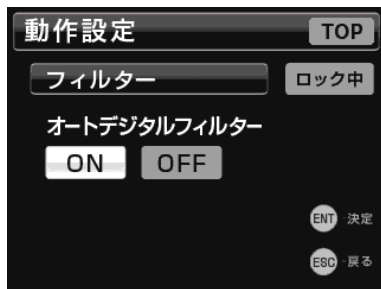 動作設定 TOP
フィルター ロック中
オートデジタルフィルター
ON OFF
ENT 決定
ESC 戻る